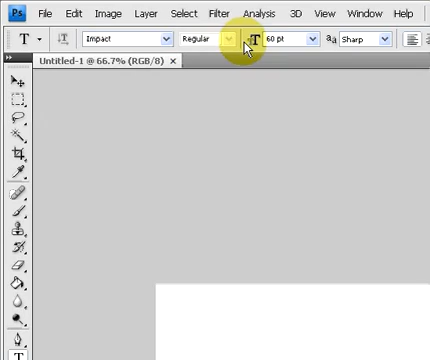 Ps File Edit Image Layer Select Filter Analysis 3D View Window Help
T T Impact Regular T 60 pt aa Sharp
Untitled-1 @ 66.7% (RGB/8) ×
T